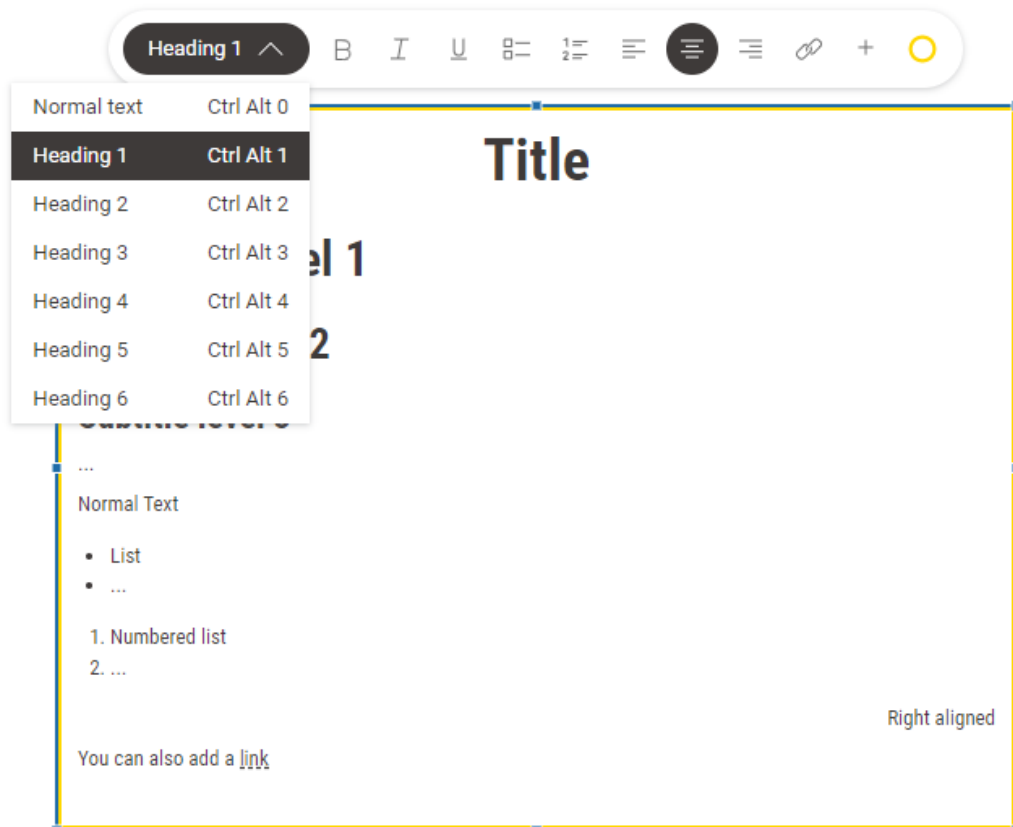 Heading 1
B I U
Normal text Ctrl Alt 0
Heading 1 Ctrl Alt 1
Heading 2 Ctrl Alt 2
Heading 3 Ctrl Alt 3
Heading 4 Ctrl Alt 4
Heading 5 Ctrl Alt 5
Heading 6 Ctrl Alt 6
Title
el 1
2
...
Normal Text
• List
• ...
1. Numbered list
2. ...
Right aligned
You can also add a link